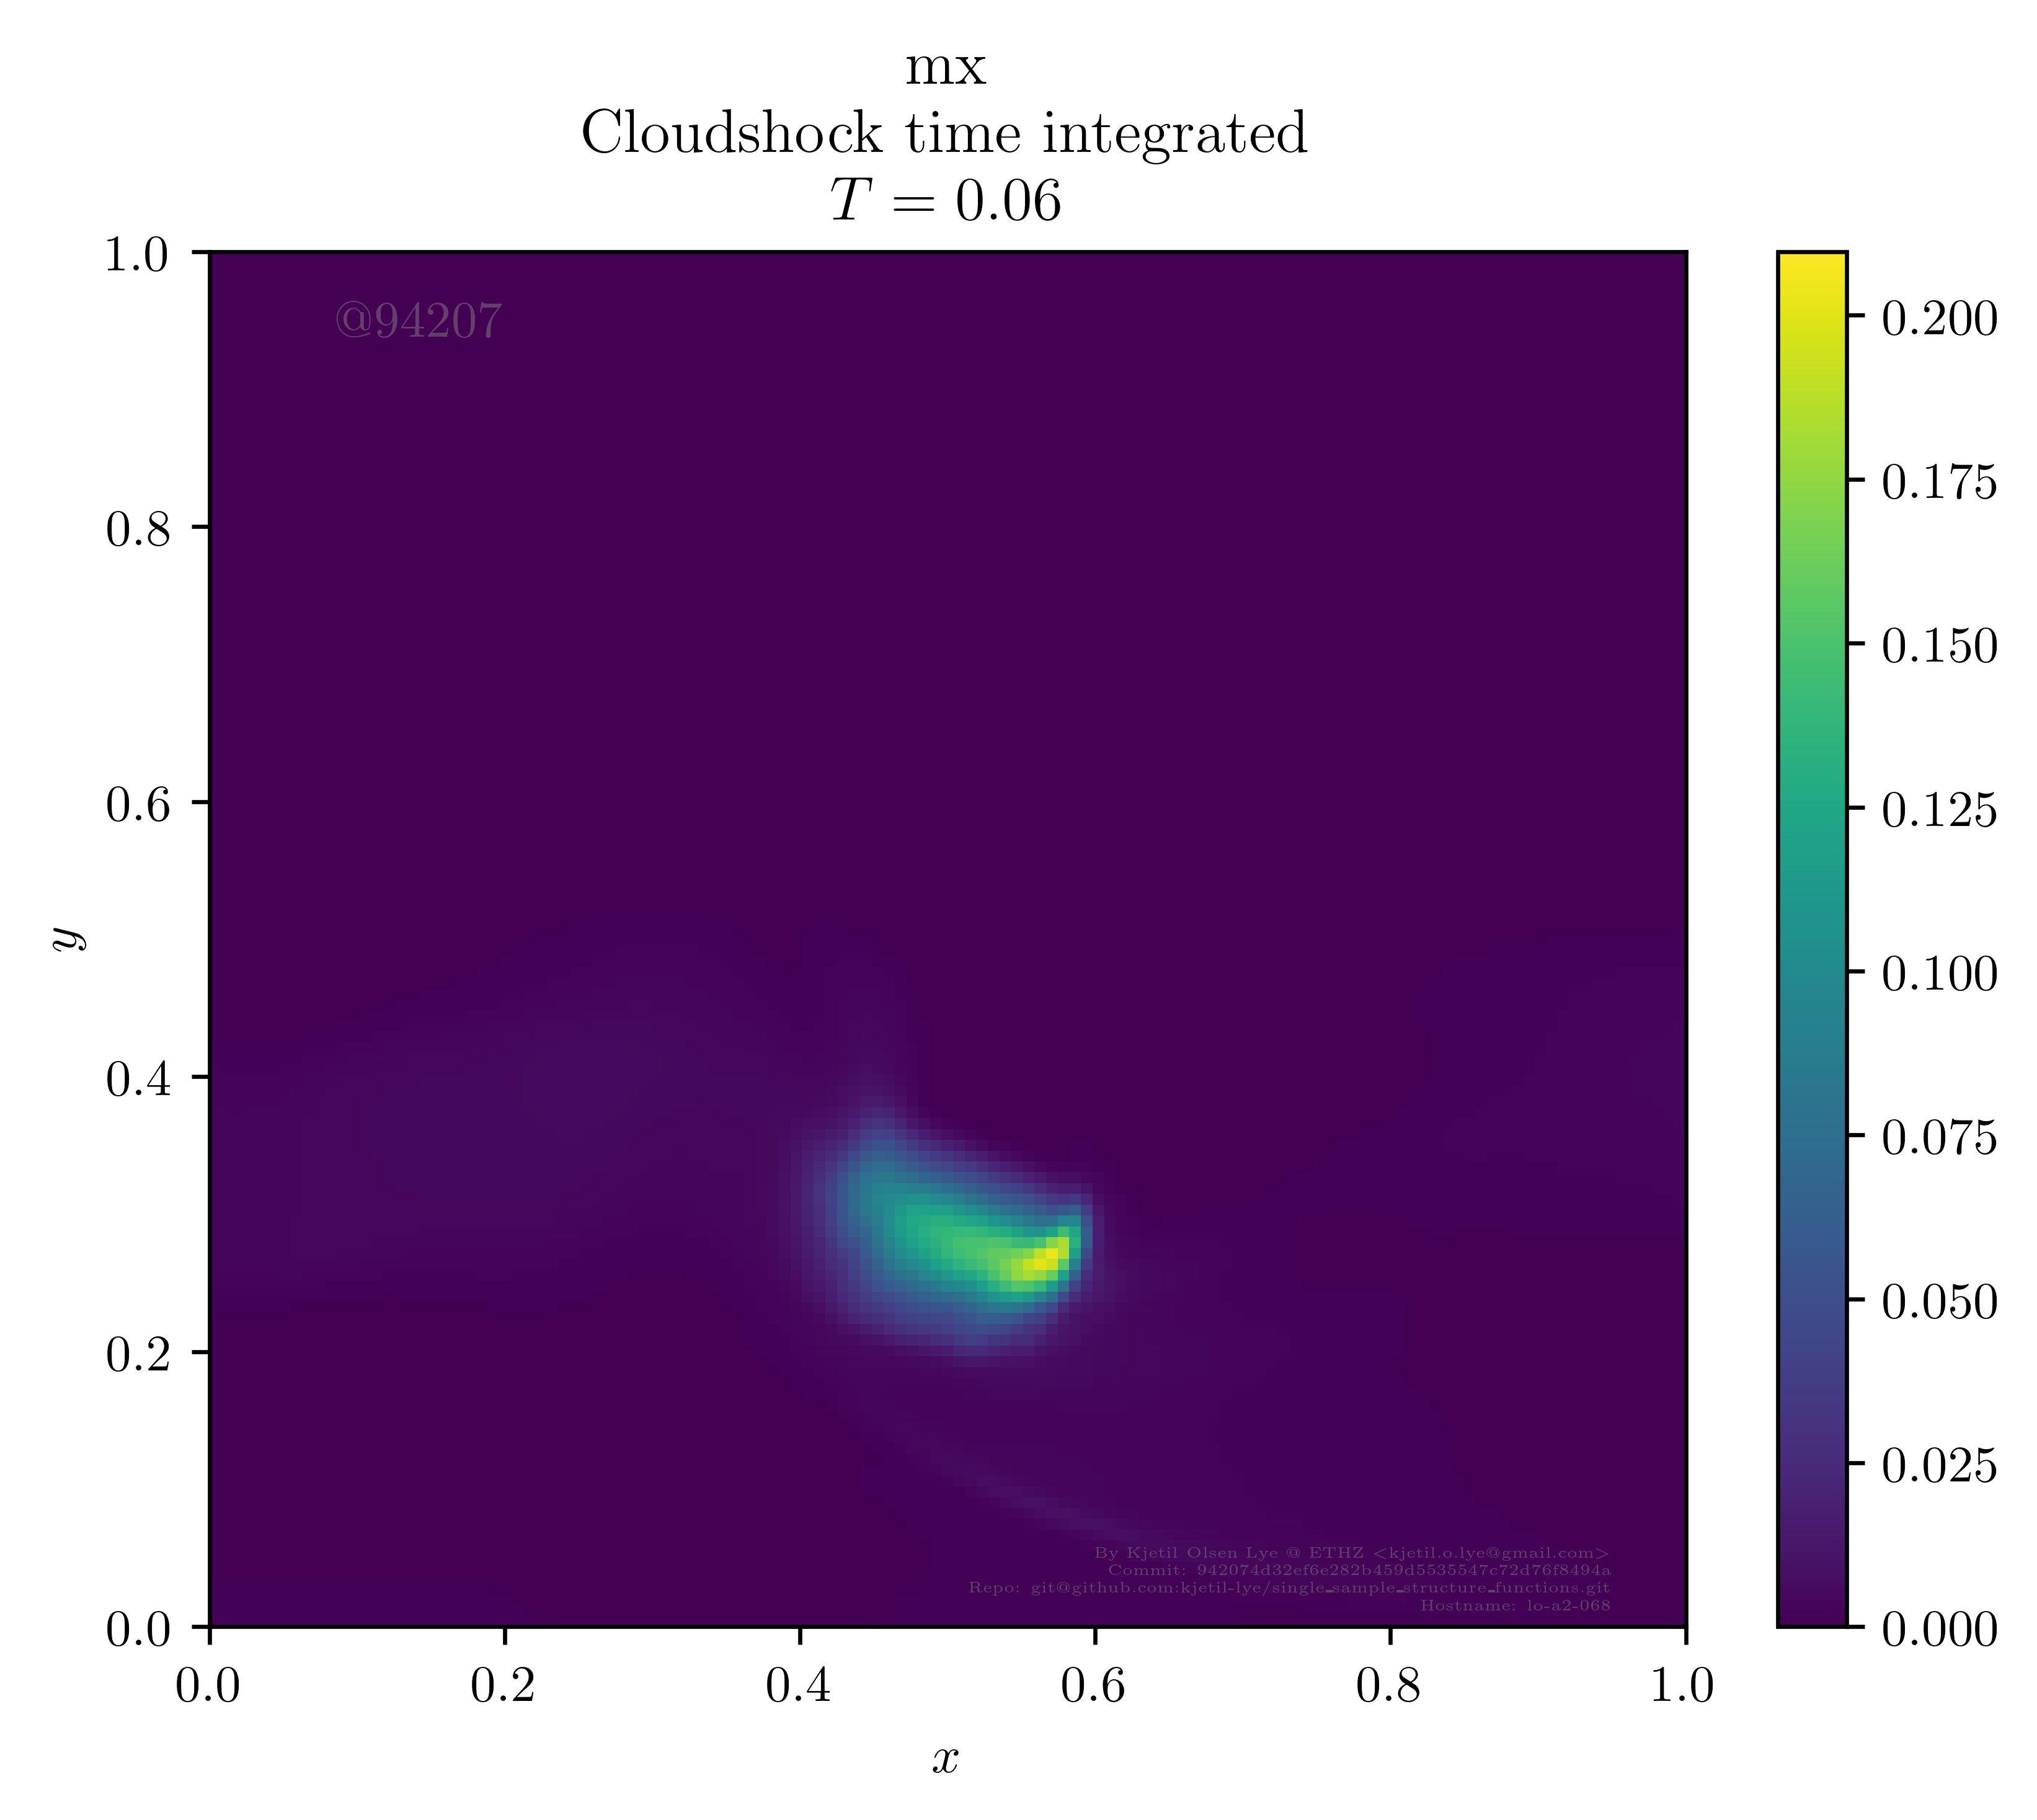 mx
Cloudshock time integrated
T = 0.06
1.0
0.8
0.6
0.4
0.2
0.0
y
0.0 0.2 0.4 0.6 0.8 1.0
x
0.200
0.175
0.150
0.125
0.100
0.075
0.050
0.025
0.000
@94207
By Kjetil Olsen Lye @ ETHZ <kjetil.o.lye@gmail.com>
Commit: 942074d32ef6e282b459d5535547c72d76f8494a
Repo: git@github.com:kjetil-lye/single_sample_structure_functions.git
Hostname: lo-a2-068